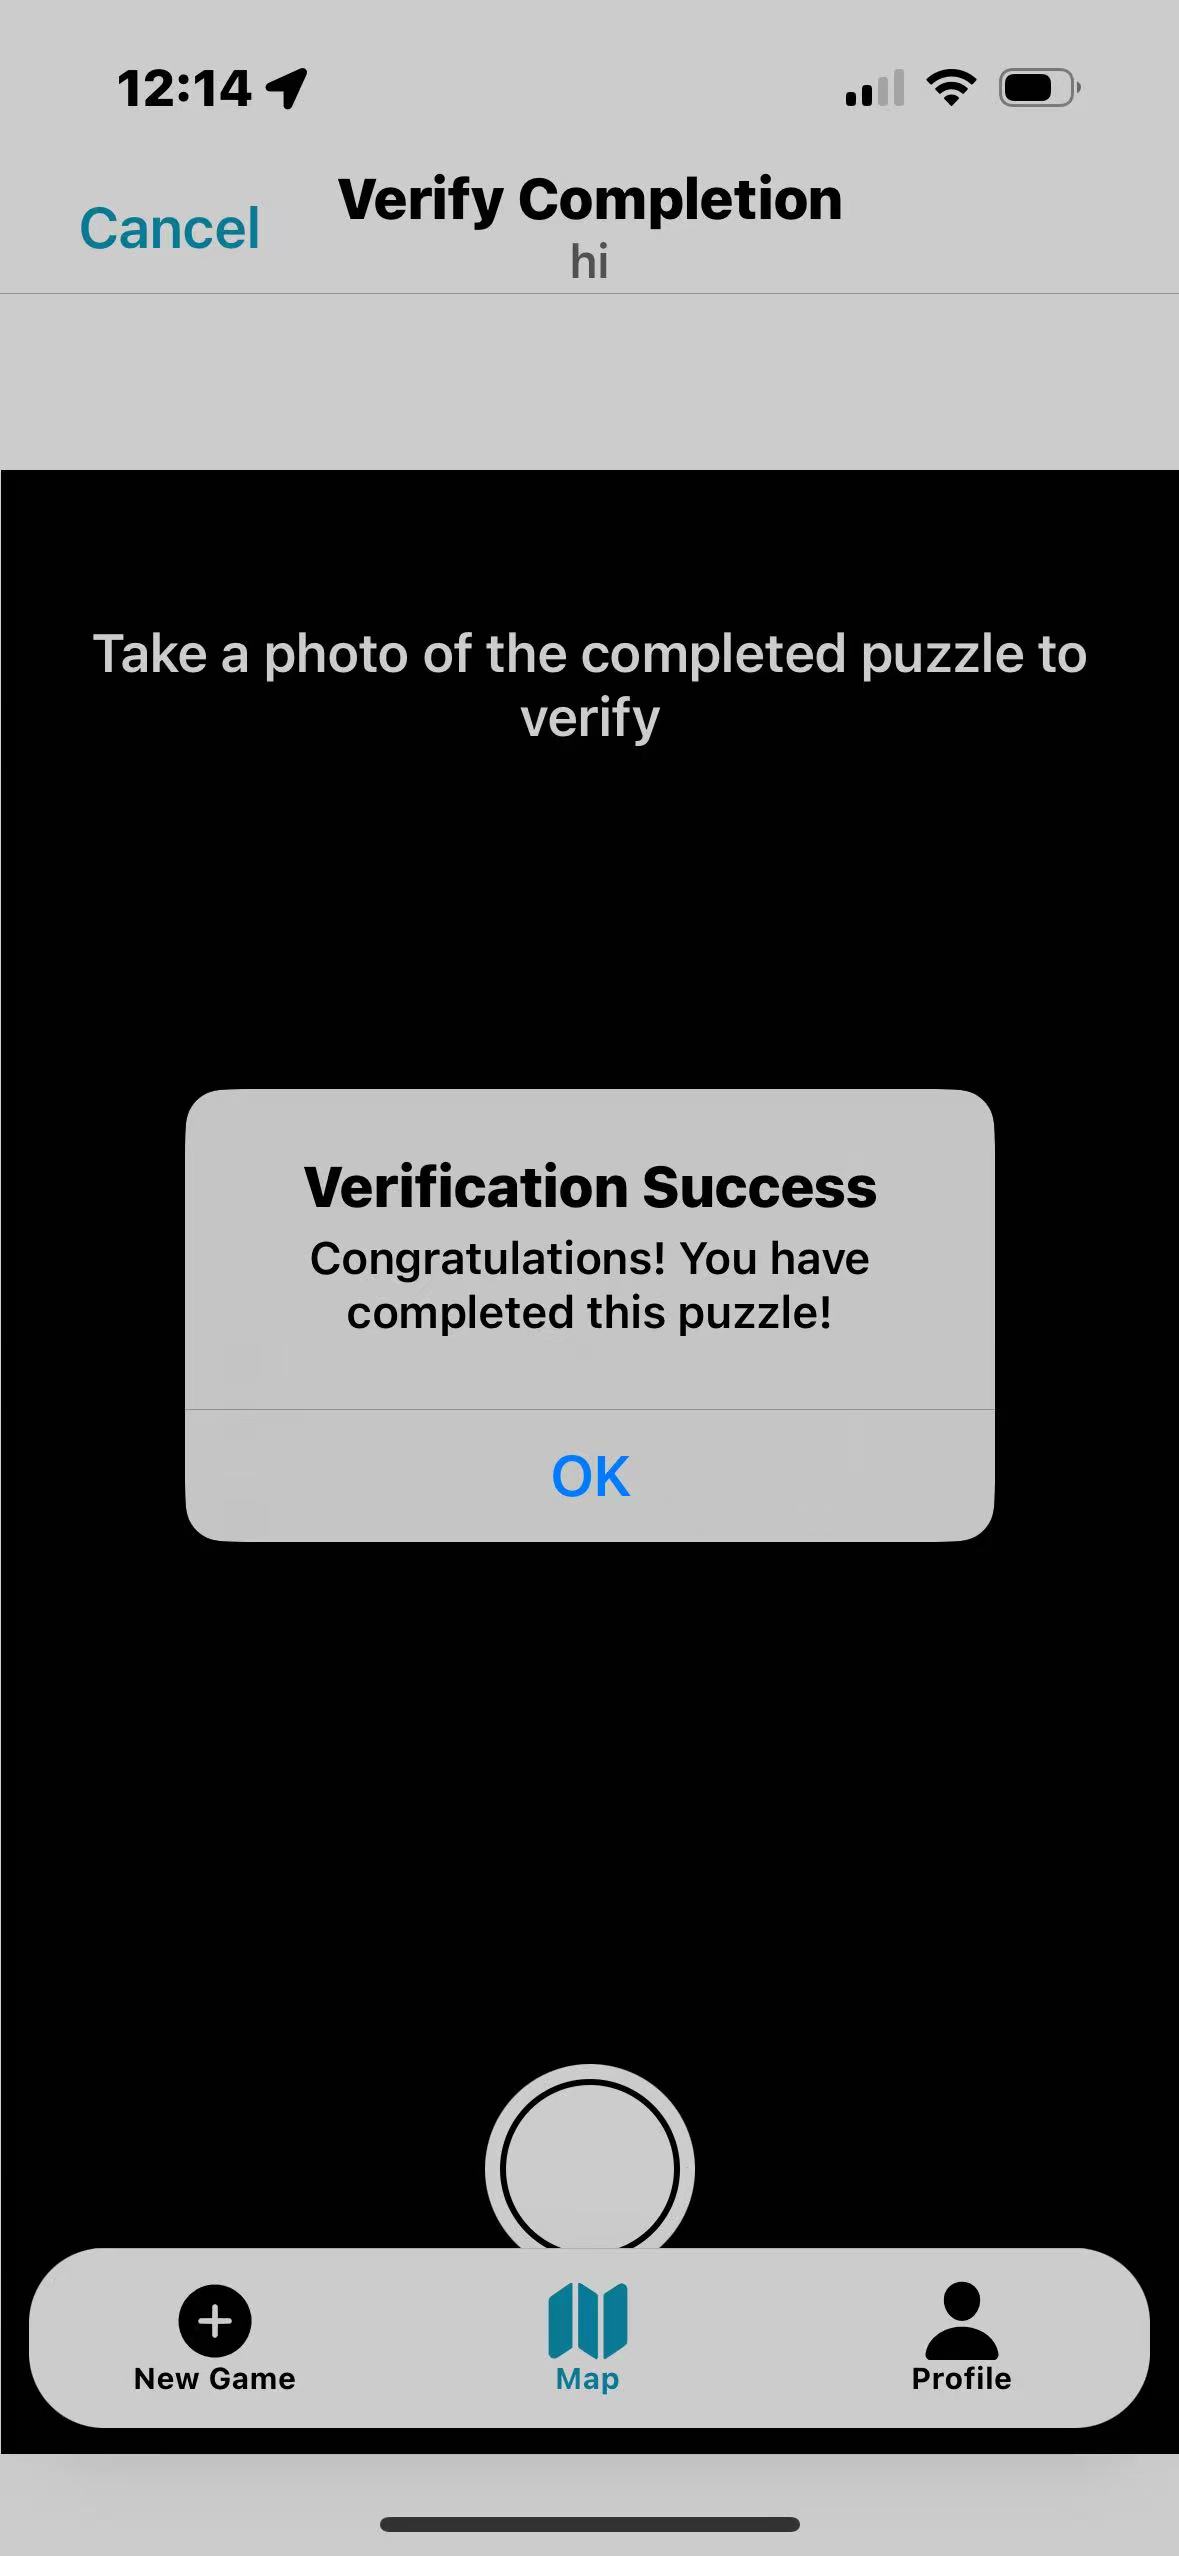 12:14
Cancel
Verify Completion
hi
Take a photo of the completed puzzle to
verify
Verification Success
Congratulations! You have
completed this puzzle!
OK
New Game
Map
Profile